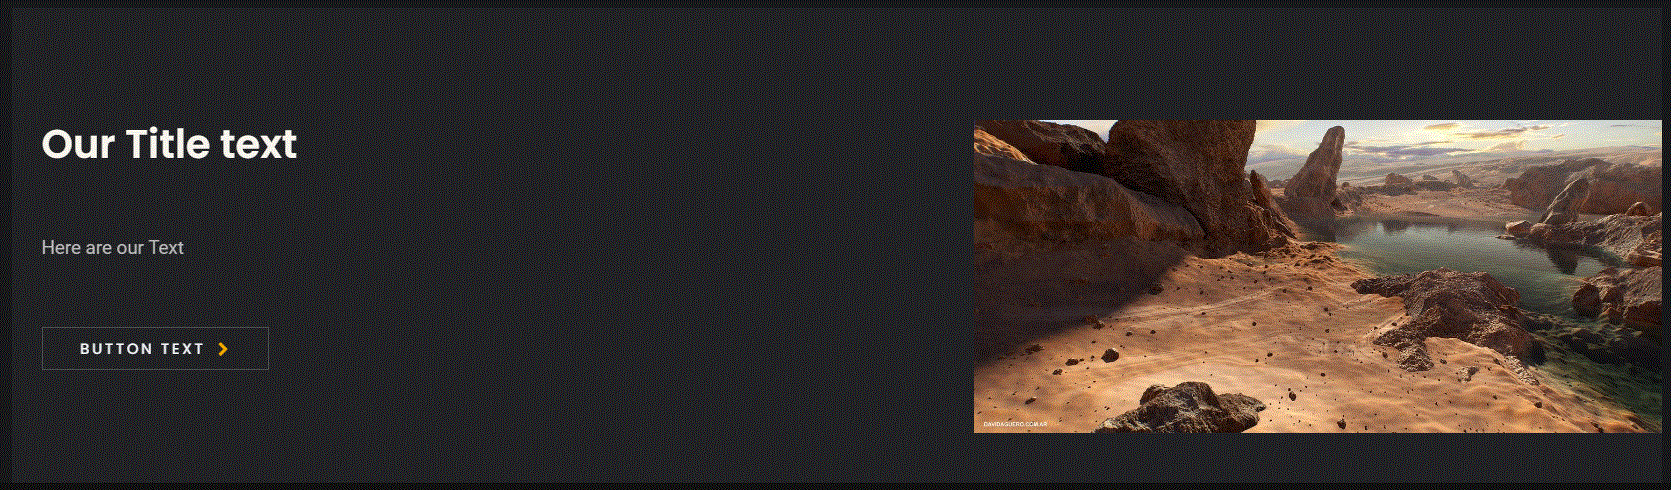 Our Title text
Here are our Text
BUTTON TEXT
DAVIDAGUERO.COM.AR